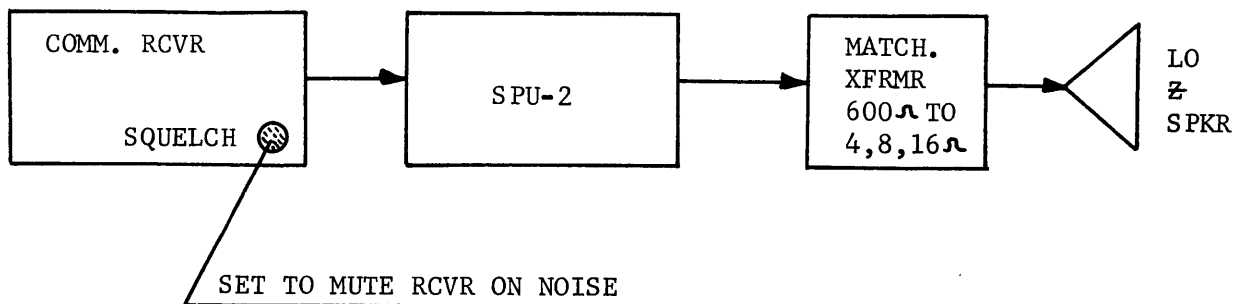 COMM. RCVR
SQUELCH
SPU-2
MATCH.
XFRMR
600Ω TO
4,8,16Ω
LO
Z
SPKR
SET TO MUTE RCVR ON NOISE